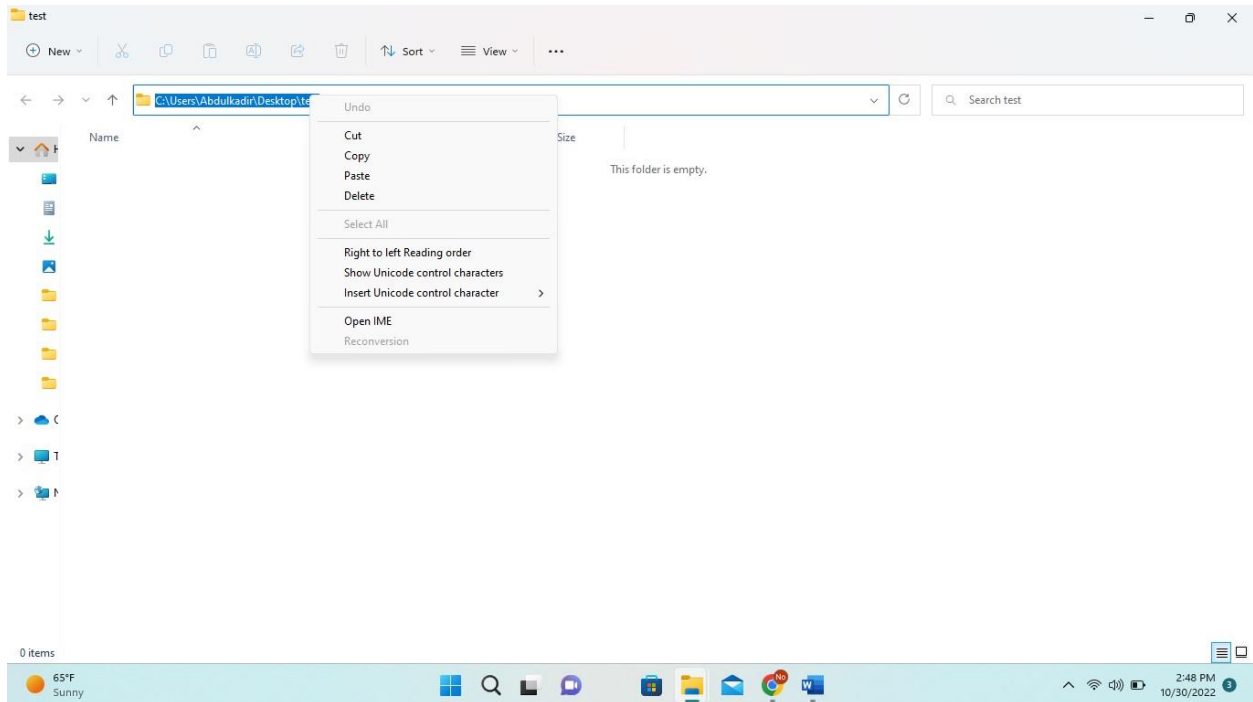 test
New
Sort
View
C:\Users\Abdulkadir\Desktop\te
Search test
Undo
Cut
Copy
Paste
Delete
Select All
Right to left Reading order
Show Unicode control characters
Insert Unicode control character
Open IME
Reconversion
Name
Size
This folder is empty.
0 items
65°F
Sunny
No
W
2:48 PM
10/30/2022
3